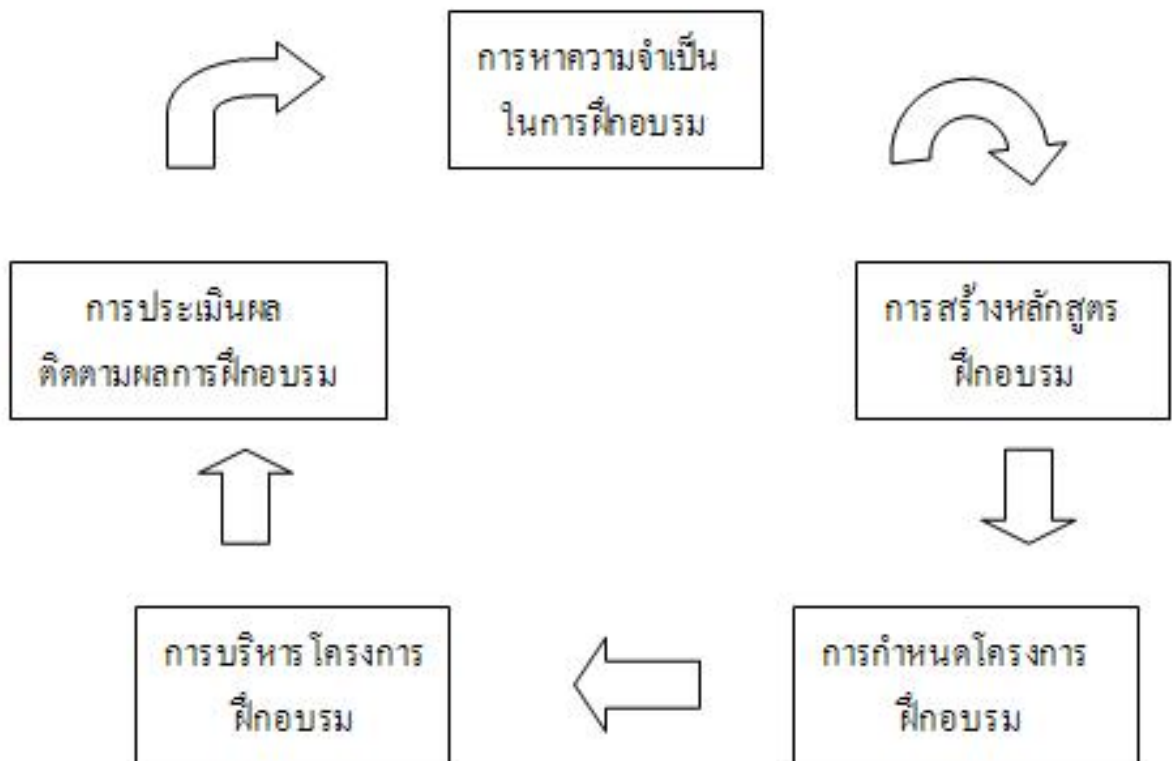 การหาความจำเป็น
ในการฝึกอบรม
การสร้างหลักสูตร
ฝึกอบรม
การกำหนดโครงการ
ฝึกอบรม
การบริหารโครงการ
ฝึกอบรม
การประเมินผล
ติดตามผลการฝึกอบรม